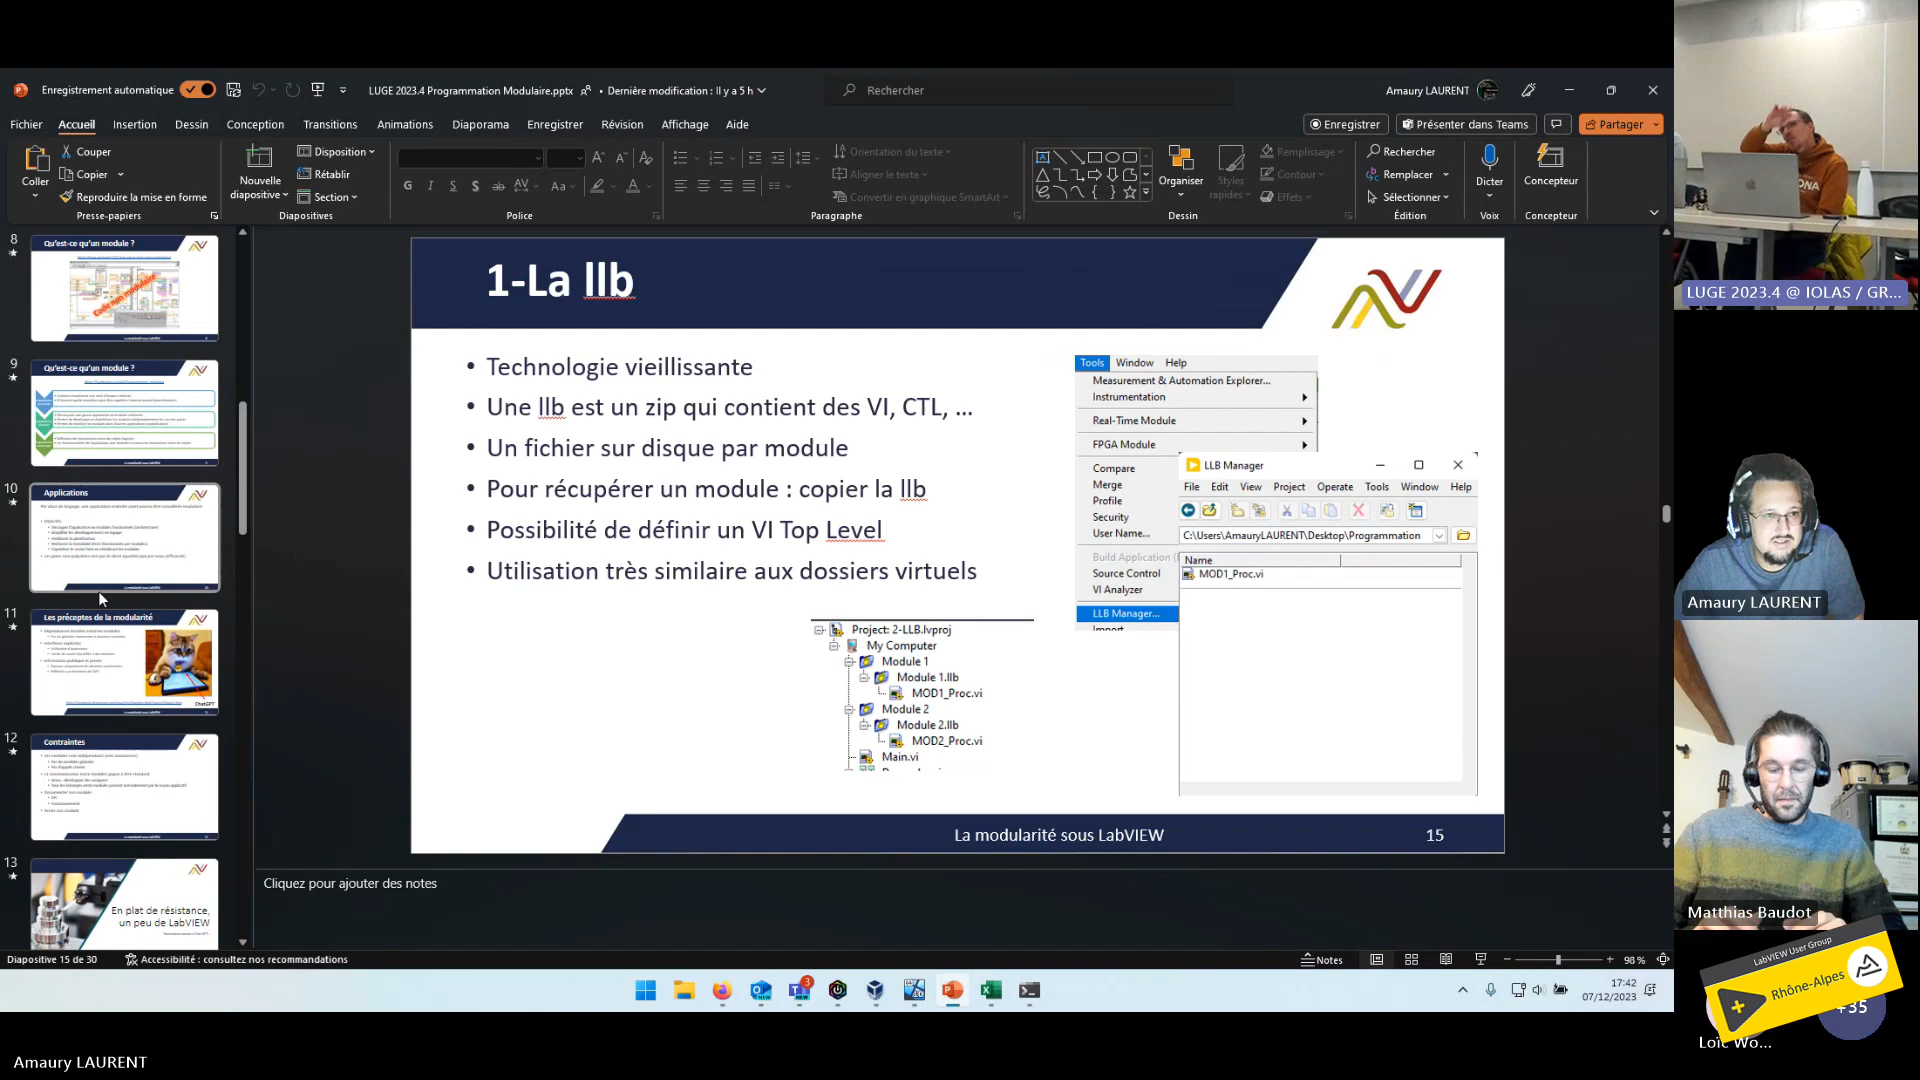 Enregistrement automatique
LUGE 2023.4 Programmation Modulaire.pptx
• Dernière modification : Il y a 5 h
Rechercher
Amaury LAURENT
Fichier
Accueil
Insertion
Dessin
Conception
Transitions
Animations
Diaporama
Enregistrer
Révision
Affichage
Aide
Enregistrer
Présenter dans Teams
Partager
Coller
Couper
Copier
Reproduire la mise en forme
Presse-papiers
Nouvelle
diapositive
Disposition
Rétablir
Section
Diapositives
Police
Orientation du texte
Aligner le texte
Convertir en graphique SmartArt
Paragraphe
Organiser
Styles
rapides
Remplissage
Contour
Effets
Dessin
Rechercher
Remplacer
Sélectionner
Édition
Dicter
Voix
Concepteur
Concepteur
8
Qu'est-ce qu'un module ?
Code non modulaire
9
Qu'est-ce qu'un module ?
10
Applications
11
Les préceptes de la modularité
ChatGPT
12
Contraintes
13
En plat de résistance,
un peu de LabVIEW
1-La llb
• Technologie vieillissante
• Une llb est un zip qui contient des VI, CTL, …
• Un fichier sur disque par module
• Pour récupérer un module : copier la llb
• Possibilité de définir un VI Top Level
• Utilisation très similaire aux dossiers virtuels
Project: 2-LLB.lvproj
My Computer
Module 1
Module 1.llb
MOD1_Proc.vi
Module 2
Module 2.llb
MOD2_Proc.vi
Main.vi
Tools Window Help
Measurement & Automation Explorer...
Instrumentation
Real-Time Module
FPGA Module
Compare
Merge
Profile
Security
User Name...
Build Application (
Source Control
VI Analyzer
LLB Manager...
Import
LLB Manager
File Edit View Project Operate Tools Window Help
C:\Users\AmauryLAURENT\Desktop\Programmation
Name
MOD1_Proc.vi
La modularité sous LabVIEW
15
Cliquez pour ajouter des notes
Diapositive 15 de 30
Accessibilité : consultez nos recommandations
Notes
98 %
17:42
07/12/2023
Amaury LAURENT
LUGE 2023.4 @ IOLAS / GR...
Amaury LAURENT
Matthias Baudot
LabVIEW User Group
Rhône-Alpes
+35
Loïc Wo...